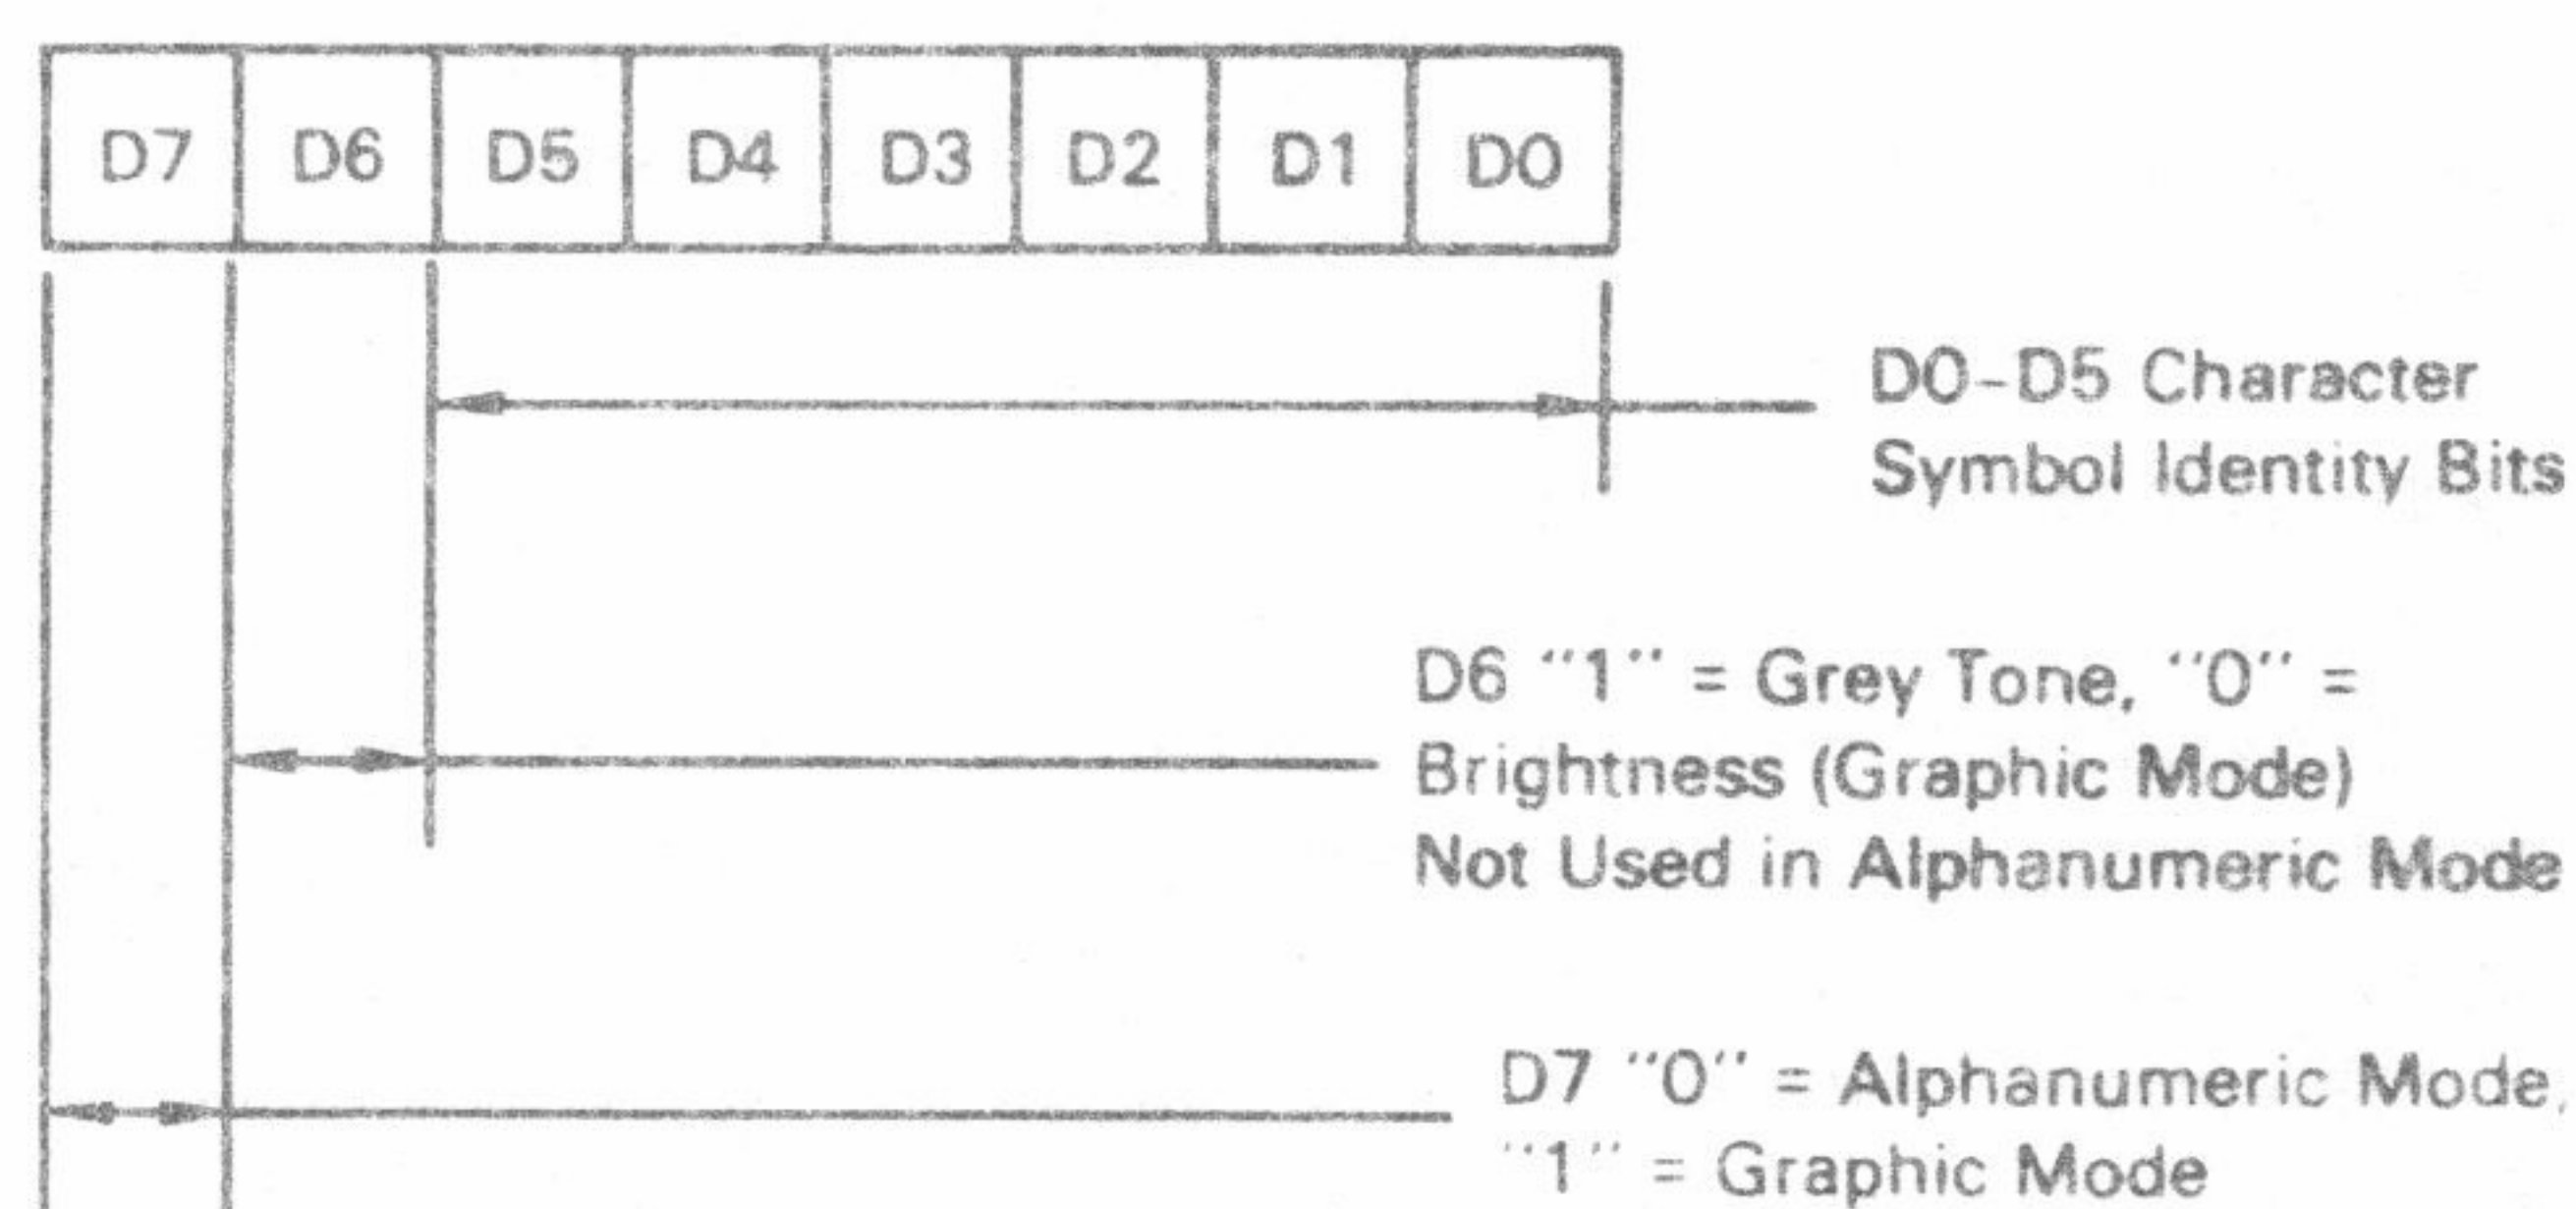 D7 D6 D5 D4 D3 D2 D1 D0
D0-D5 Character
Symbol Identity Bits
D6 "1" = Grey Tone, "0" =
Brightness (Graphic Mode)
Not Used in Alphanumeric Mode
D7 "0" = Alphanumeric Mode,
"1" = Graphic Mode